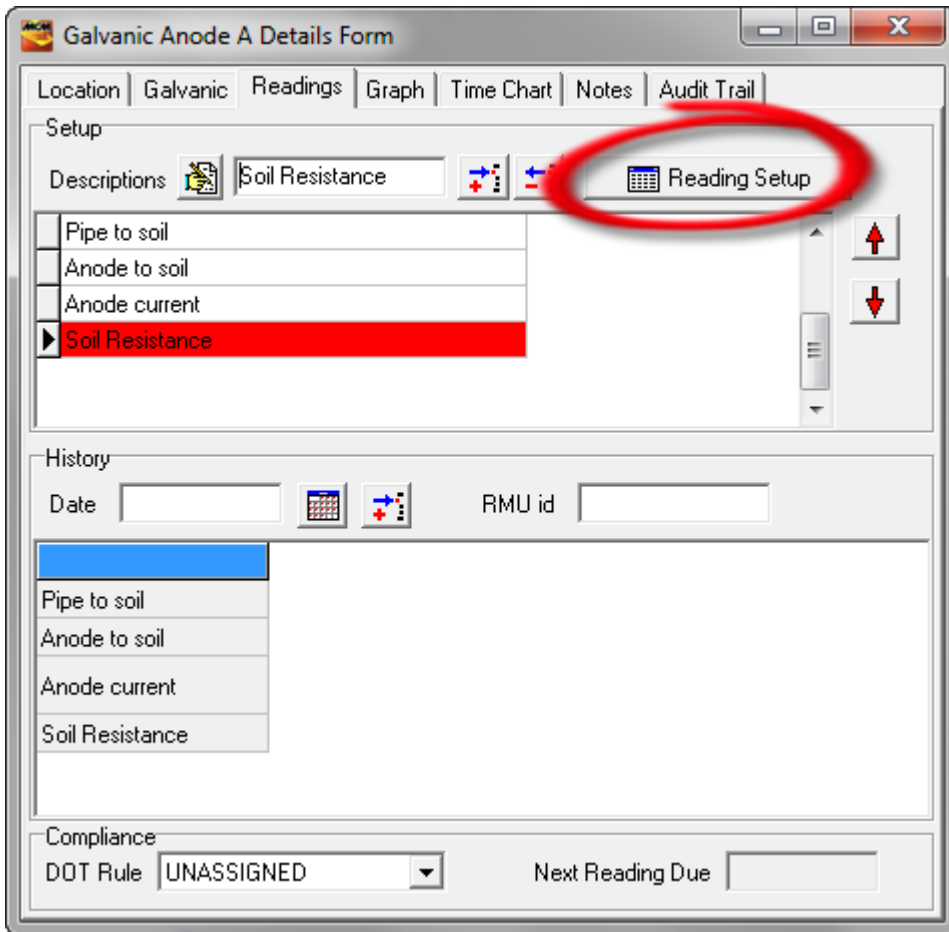 MCM
Galvanic Anode A Details Form
Location Galvanic Readings Graph Time Chart Notes Audit Trail
Setup
Descriptions Soil Resistance Reading Setup
Pipe to soil
Anode to soil
Anode current
Soil Resistance
History
Date RMU id
Pipe to soil
Anode to soil
Anode current
Soil Resistance
Compliance
DOT Rule UNASSIGNED Next Reading Due